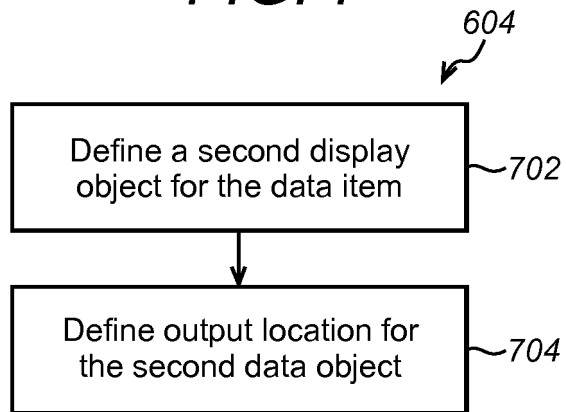 604
Define a second display
object for the data item
702
Define output location for
the second data object
704